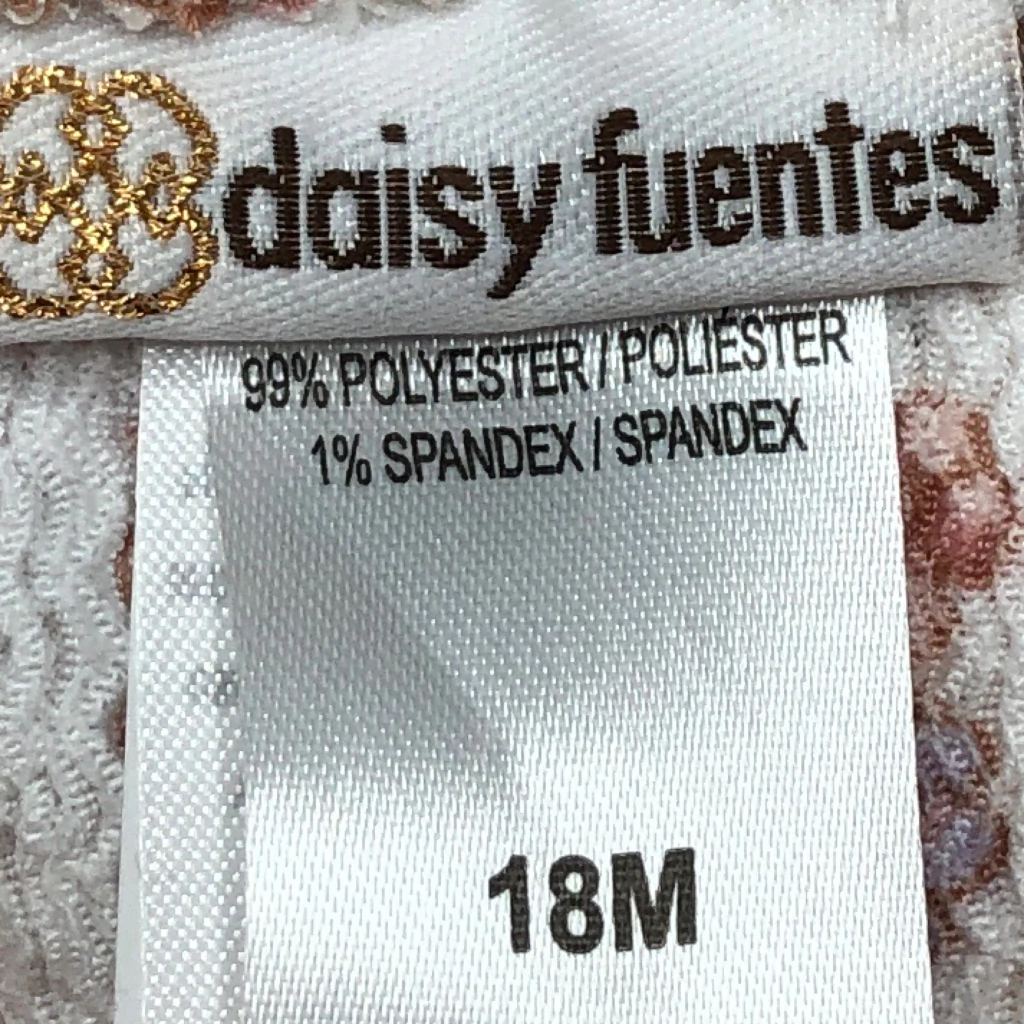 daisy fuentes
99% POLYESTER / POLIÉSTER
1% SPANDEX / SPANDEX
18M